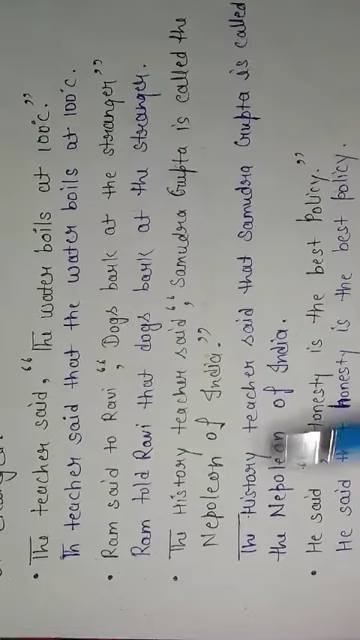 • The teacher said, "The water boils at 100°C."
Th teacher said that the water boils at 100°C.
• Ram said to Ravi, "Dogs bark at the stranger"
Ram told Ravi that dogs bark at the stranger.
• The History teacher said, "Samudra Gupta is called the
Nepoleon of India."
The History teacher said that Samudra Gupta is called
the Nepoleon of India.
• He said "Honesty is the best Policy."
He said honesty is the best policy.